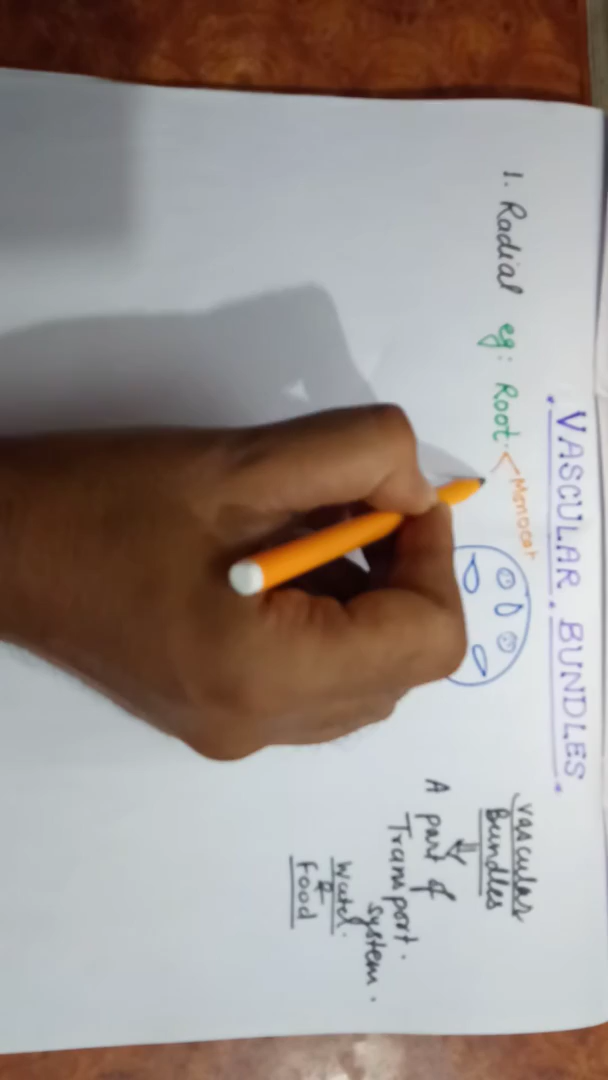 .VASCULAR. BUNDLES.
1. Radial eg: Root.
Monocot
Vascular
Bundles
A part of
Transport.
system.
Water.
&
Food